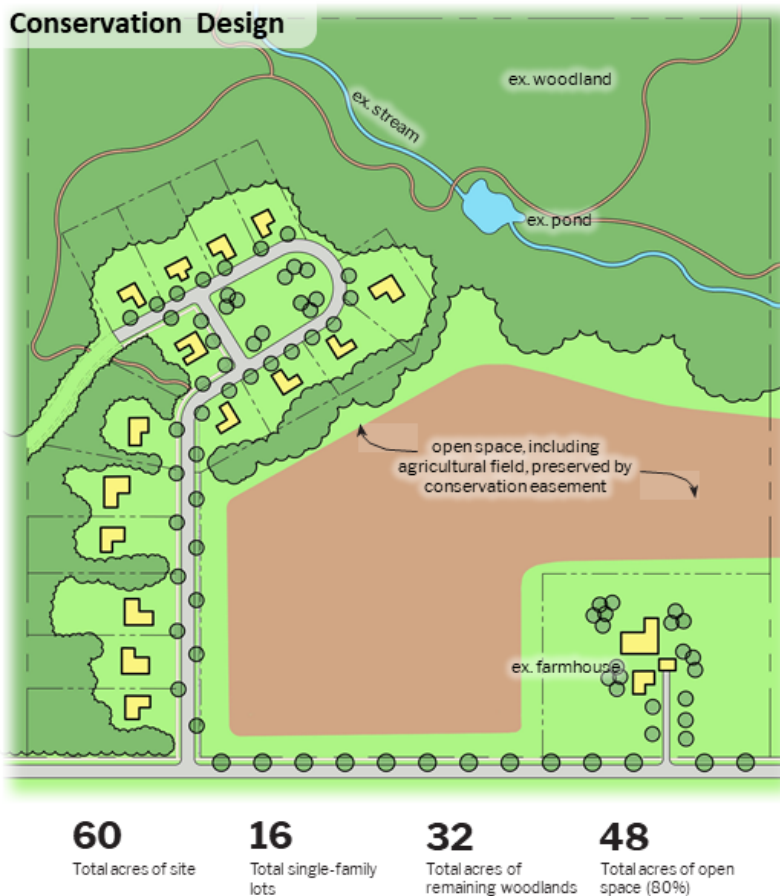 Conservation Design
ex. woodland
ex. stream
ex. pond
open space, including
agricultural field, preserved by
conservation easement
ex. farmhouse
60
Total acres of site
16
Total single-family
lots
32
Total acres of
remaining woodlands
48
Total acres of open
space (80%)